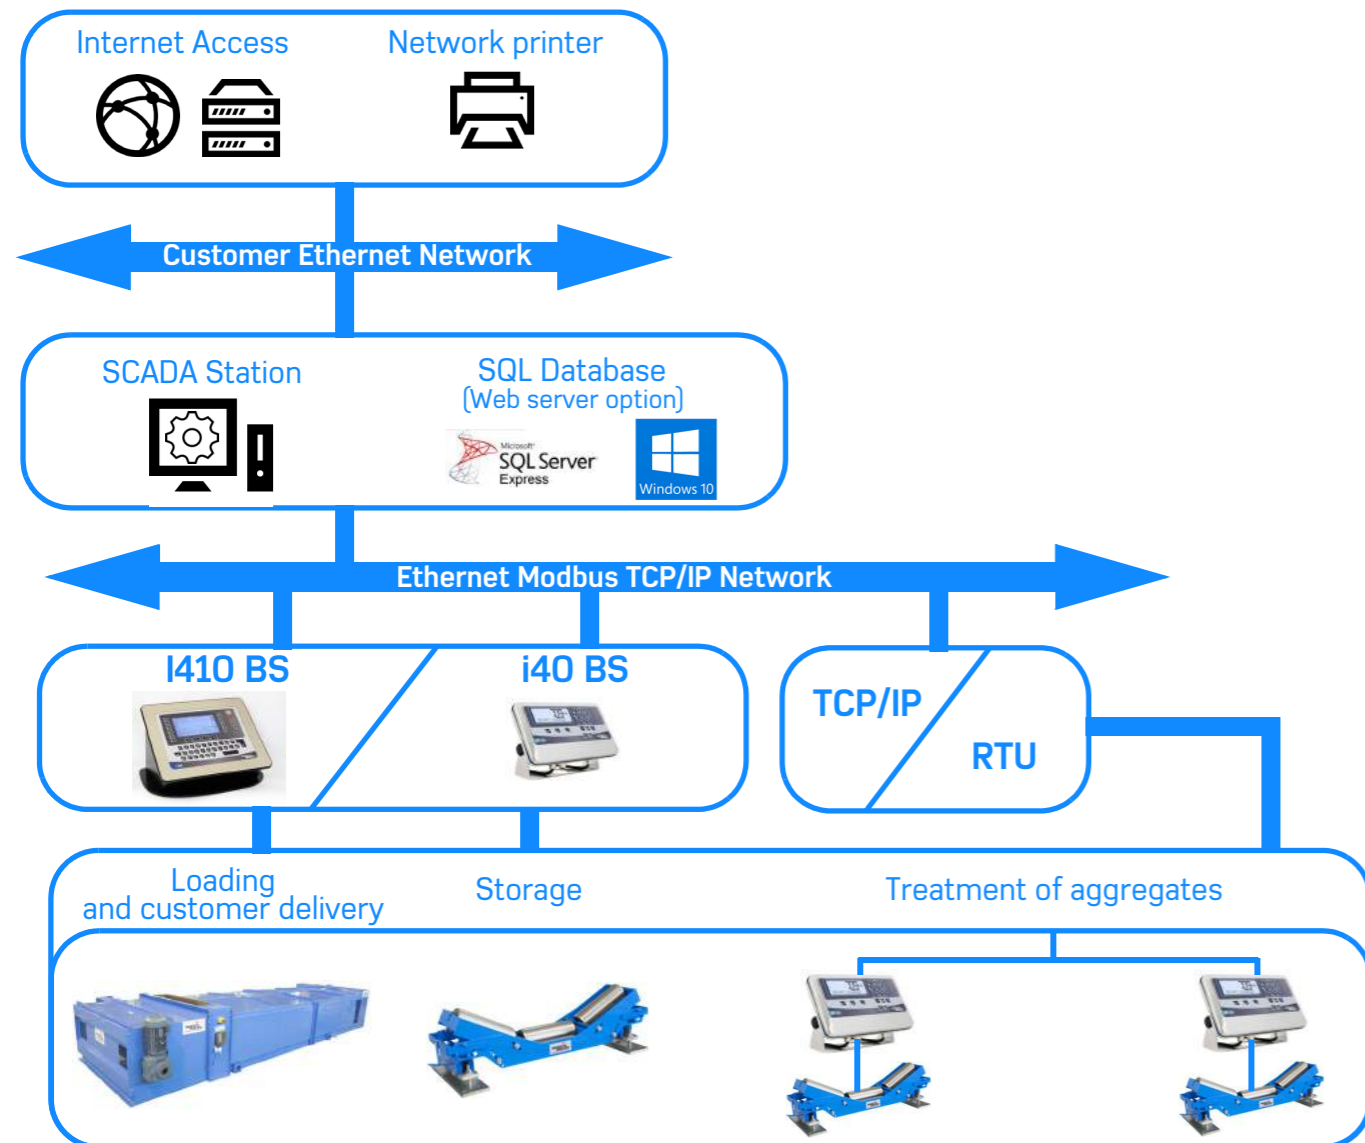 Internet Access
Network printer
Customer Ethernet Network
SCADA Station
SQL Database
(Web server option)
Microsoft
SQL Server
Express
Windows 10
Ethernet Modbus TCP/IP Network
I410 BS
i40 BS
TCP/IP
RTU
Loading
and customer delivery
Storage
Treatment of aggregates